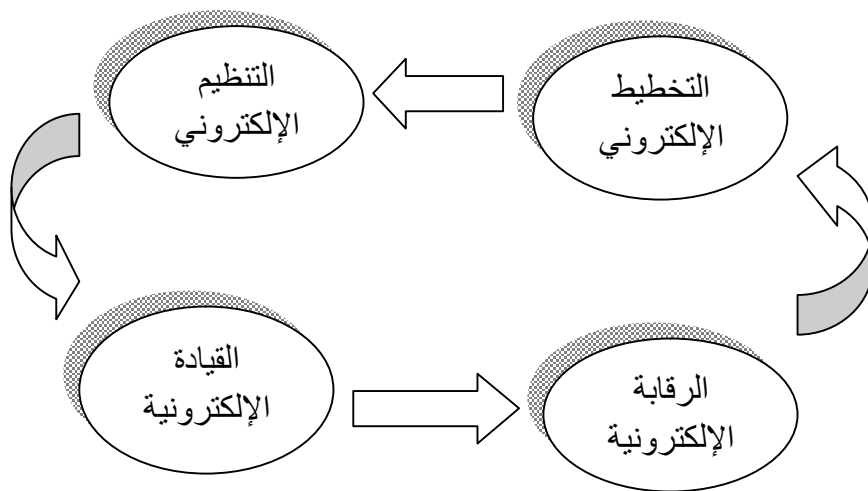 التخطيط
الإلكتروني
التنظيم
الإلكتروني
القيادة
الإلكترونية
الرقابة
الإلكترونية